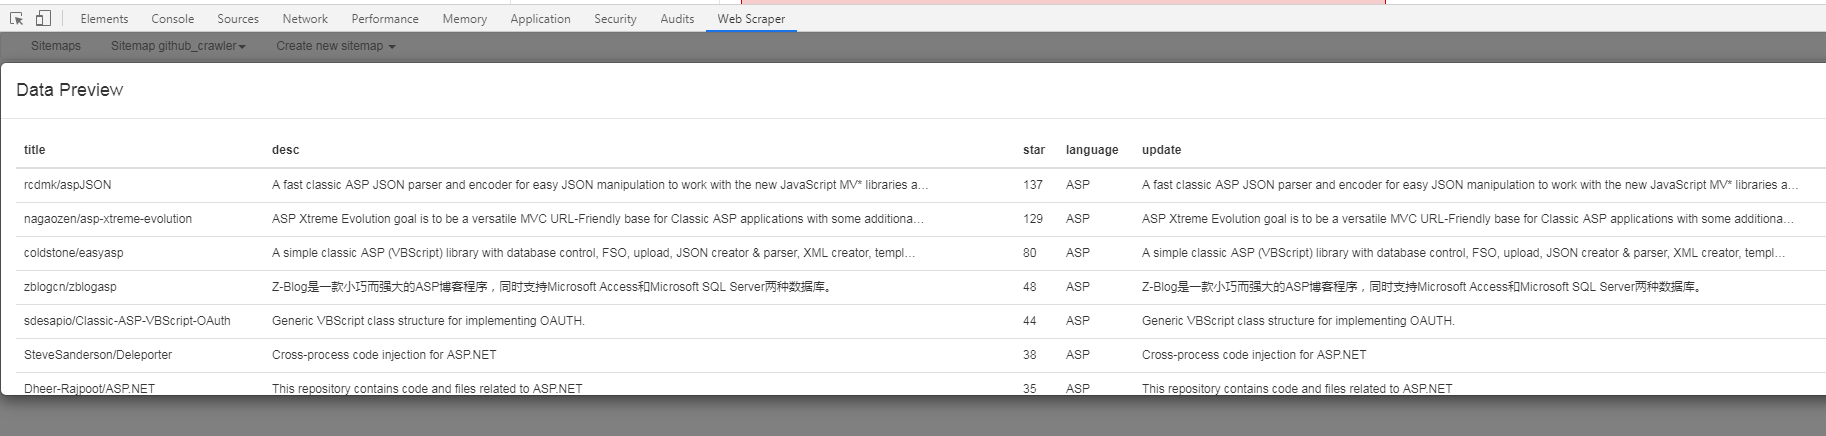 Elements Console Sources Network Performance Memory Application Security Audits Web Scraper
Sitemaps Sitemap github_crawler Create new sitemap
Data Preview
title desc star language update
rcdmk/aspJSON A fast classic ASP JSON parser and encoder for easy JSON manipulation to work with the new JavaScript MV* libraries a... 137 ASP A fast classic ASP JSON parser and encoder for easy JSON manipulation to work with the new JavaScript MV* libraries a...
nagaozen/asp-xtreme-evolution ASP Xtreme Evolution goal is to be a versatile MVC URL-Friendly base for Classic ASP applications with some additiona... 129 ASP ASP Xtreme Evolution goal is to be a versatile MVC URL-Friendly base for Classic ASP applications with some additiona...
coldstone/easyasp A simple classic ASP (VBScript) library with database control, FSO, upload, JSON creator & parser, XML creator, templ... 80 ASP A simple classic ASP (VBScript) library with database control, FSO, upload, JSON creator & parser, XML creator, templ...
zblogcn/zblogasp Z-Blog是一款小巧而强大的ASP博客程序，同时支持Microsoft Access和Microsoft SQL Server两种数据库。 48 ASP Z-Blog是一款小巧而强大的ASP博客程序，同时支持Microsoft Access和Microsoft SQL Server两种数据库。
sdesapio/Classic-ASP-VBScript-OAuth Generic VBScript class structure for implementing OAUTH. 44 ASP Generic VBScript class structure for implementing OAUTH.
SteveSanderson/Deleporter Cross-process code injection for ASP.NET 38 ASP Cross-process code injection for ASP.NET
Dheer-Rajpoot/ASP.NET This repository contains code and files related to ASP.NET 35 ASP This repository contains code and files related to ASP.NET